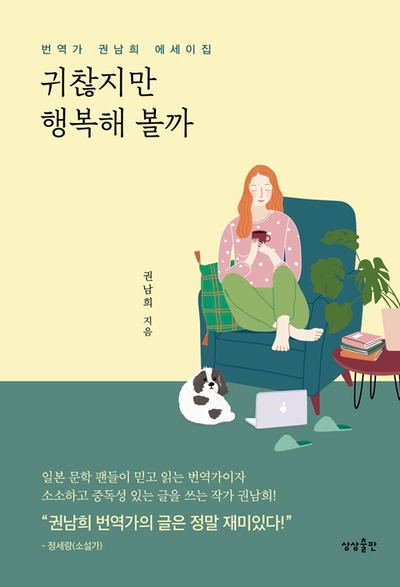 번역가 권남희 에세이집
귀찮지만
행복해 볼까
권남희 지음
일본 문학 팬들이 믿고 읽는 번역가이자
소소하고 중독성 있는 글을 쓰는 작가 권남희!
“권남희 번역가의 글은 정말 재미있다!”
- 정세랑(소설가)
상상출판